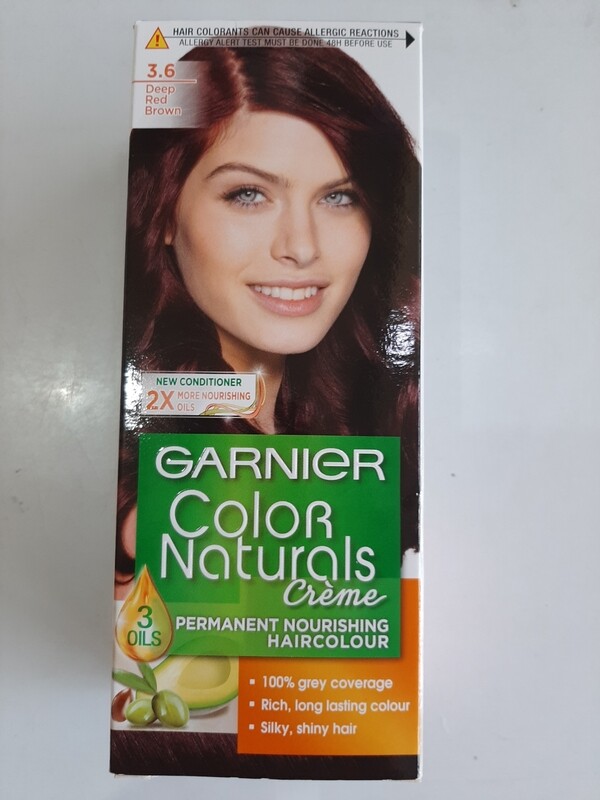 HAIR COLORANTS CAN CAUSE ALLERGIC REACTIONS
ALLERGY ALERT TEST MUST BE DONE 48H BEFORE USE
3.6
Deep
Red
Brown
NEW CONDITIONER
2X MORE NOURISHING
OILS
GARNIER
Color
Naturals
Crème
3
OILS
PERMANENT NOURISHING
HAIRCOLOUR
▪ 100% grey coverage
▪ Rich, long lasting colour
▪ Silky, shiny hair